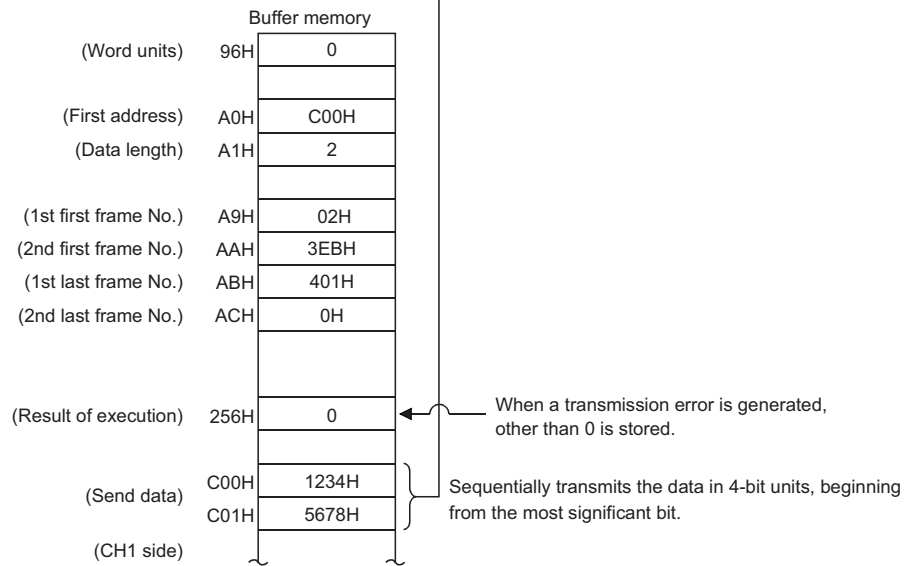 Buffer memory
(Word units) 96H 0
(First address) A0H C00H
(Data length) A1H 2
(1st first frame No.) A9H 02H
(2nd first frame No.) AAH 3EBH
(1st last frame No.) ABH 401H
(2nd last frame No.) ACH 0H
(Result of execution) 256H 0
When a transmission error is generated,
other than 0 is stored.
(Send data)
C00H 1234H
C01H 5678H
Sequentially transmits the data in 4-bit units, beginning
from the most significant bit.
(CH1 side)